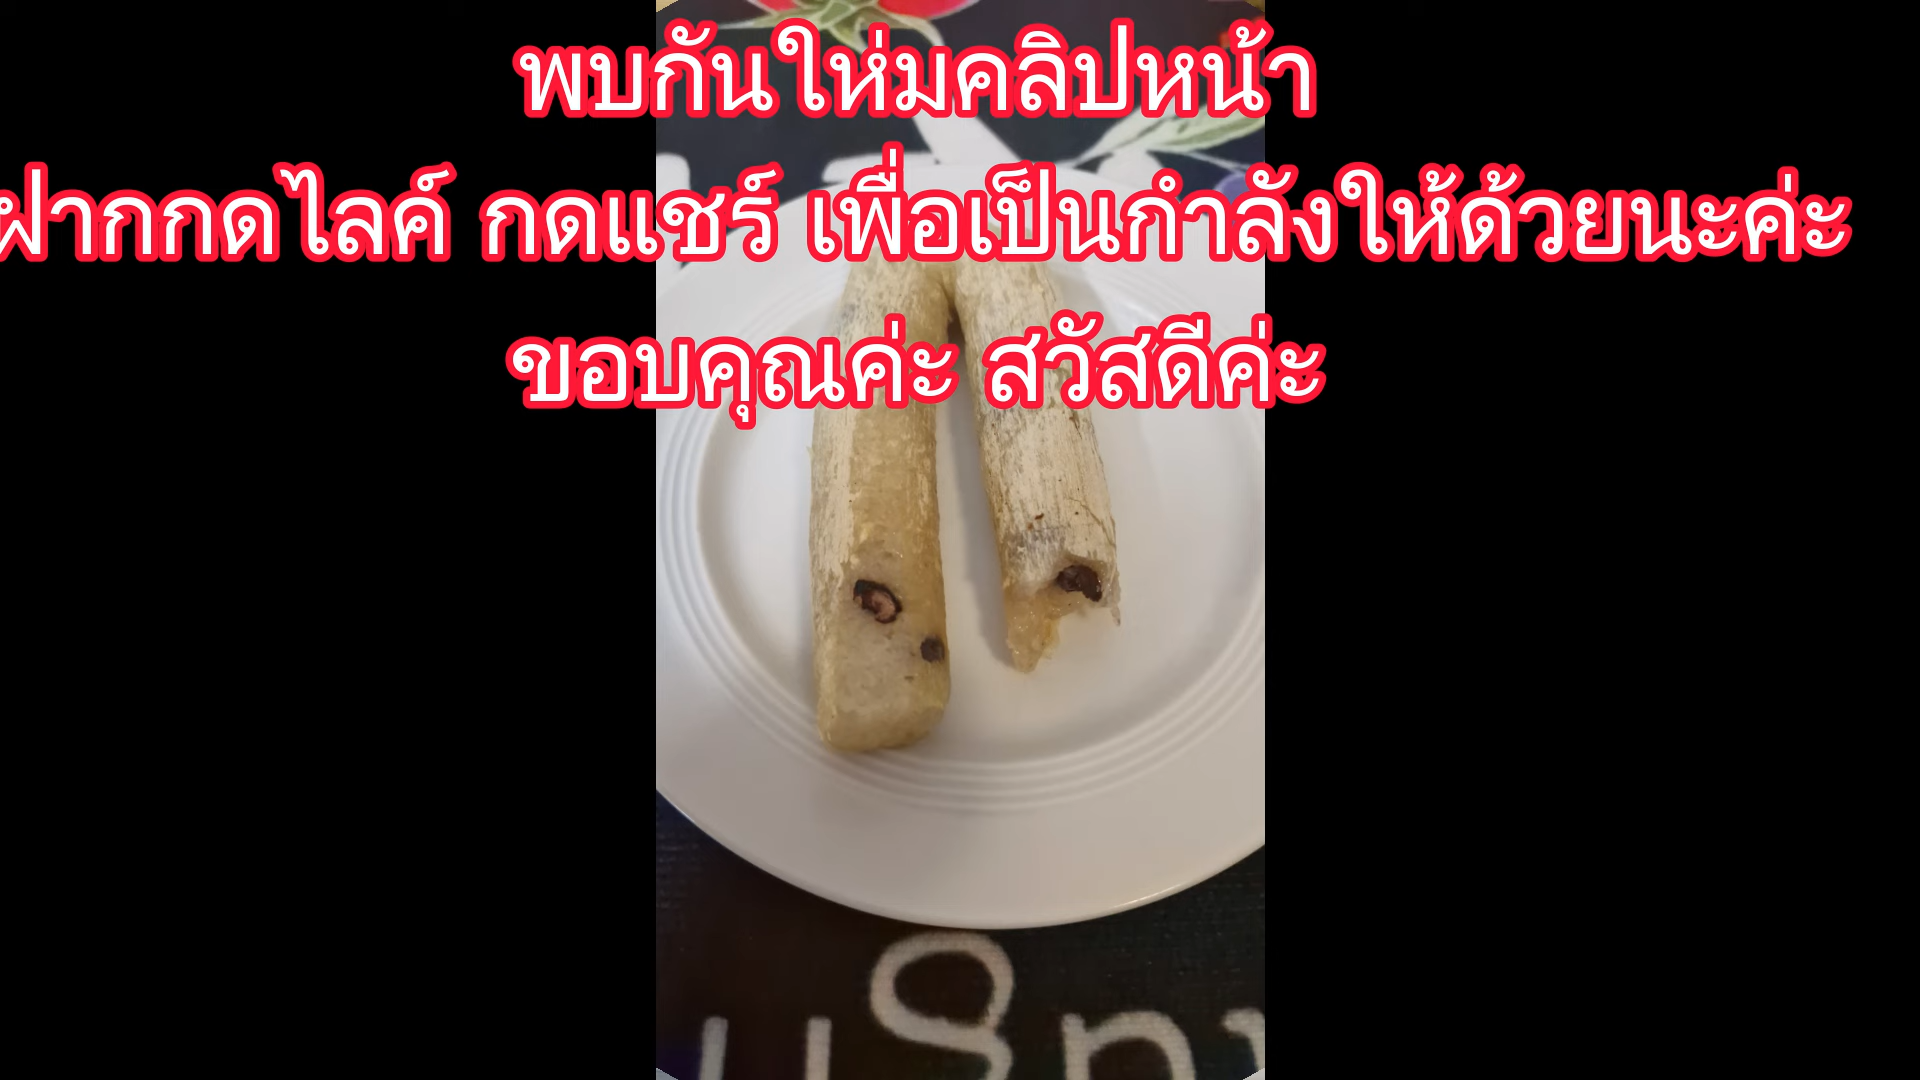 พบกันให่มคลิปหน้า
ฝากกดไลค์ กดแชร์ เพื่อเป็นกำลังให้ด้วยนะค่ะ
ขอบคุณค่ะ สวัสดีค่ะ